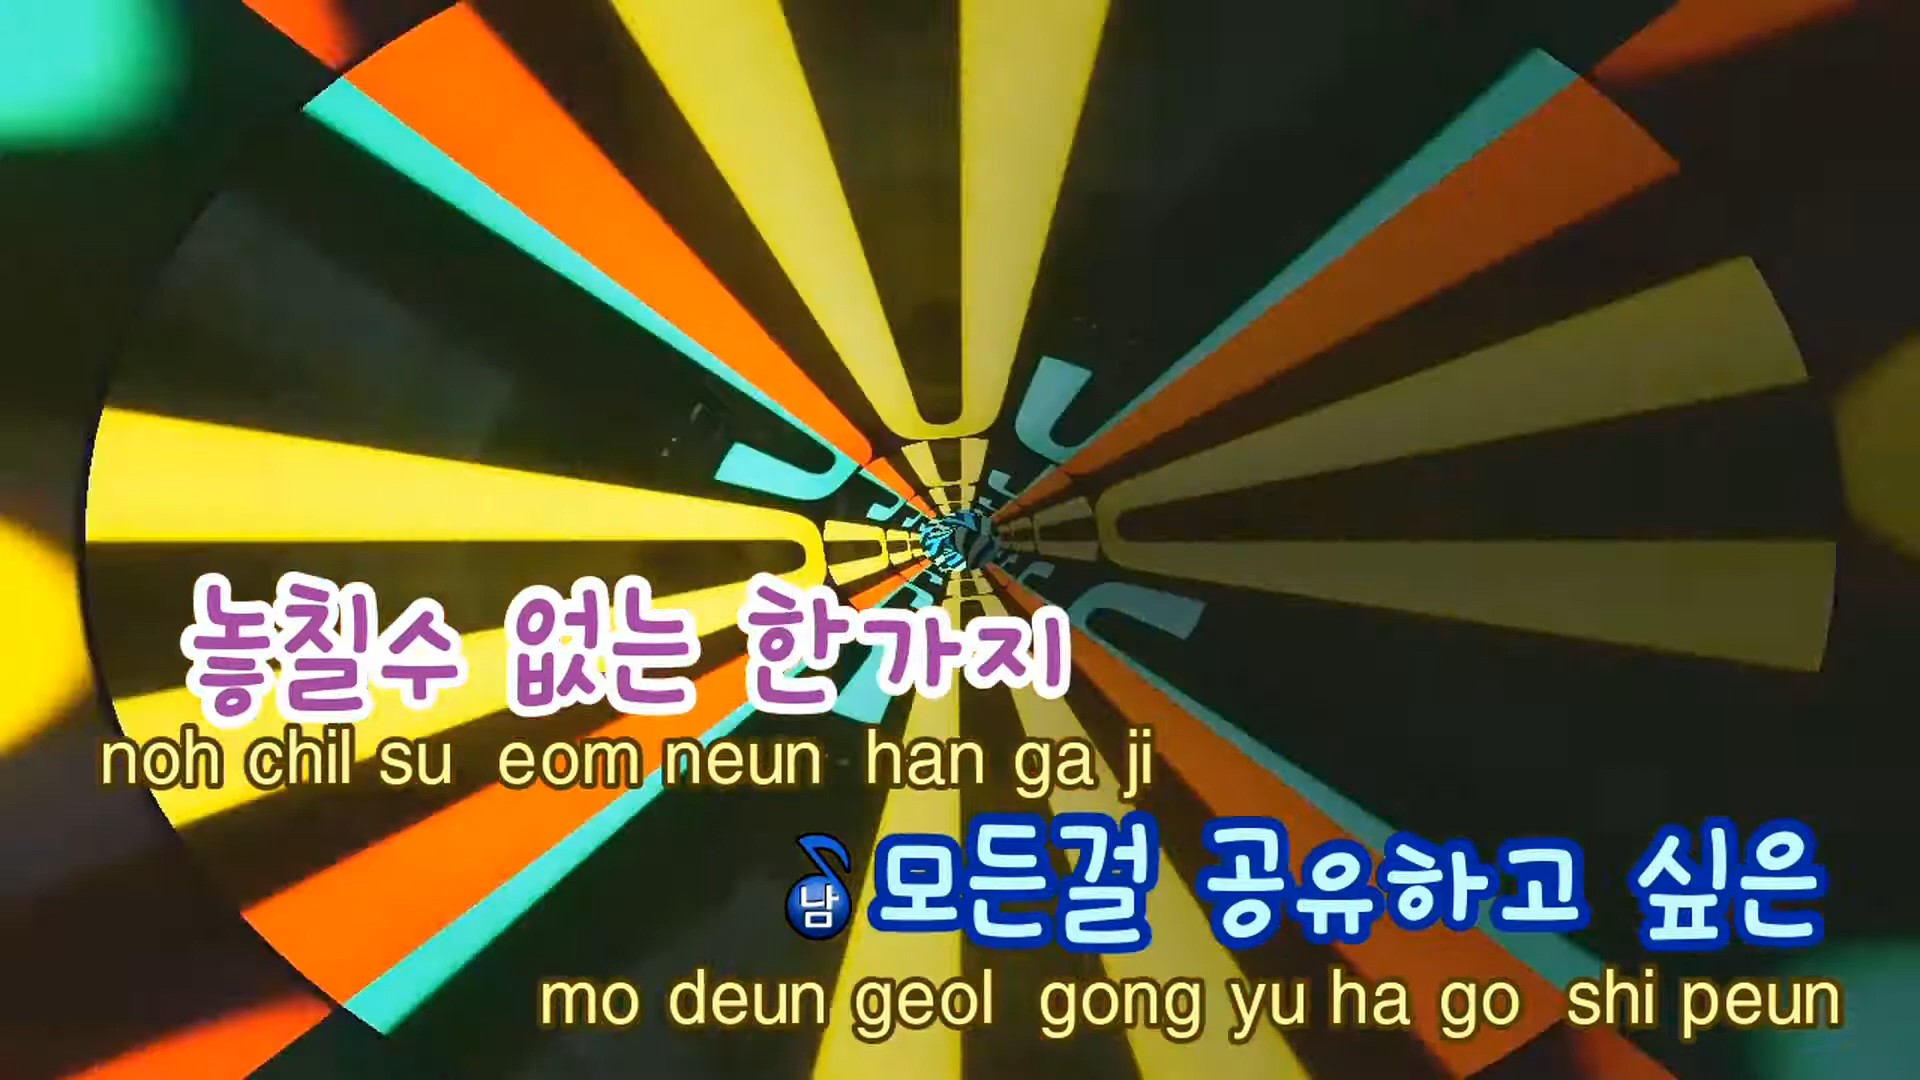 놓칠수 없는 한가지
noh chil su eom neun han ga ji
남 모든걸 공유하고 싶은
mo deun geol gong yu ha go shi peun